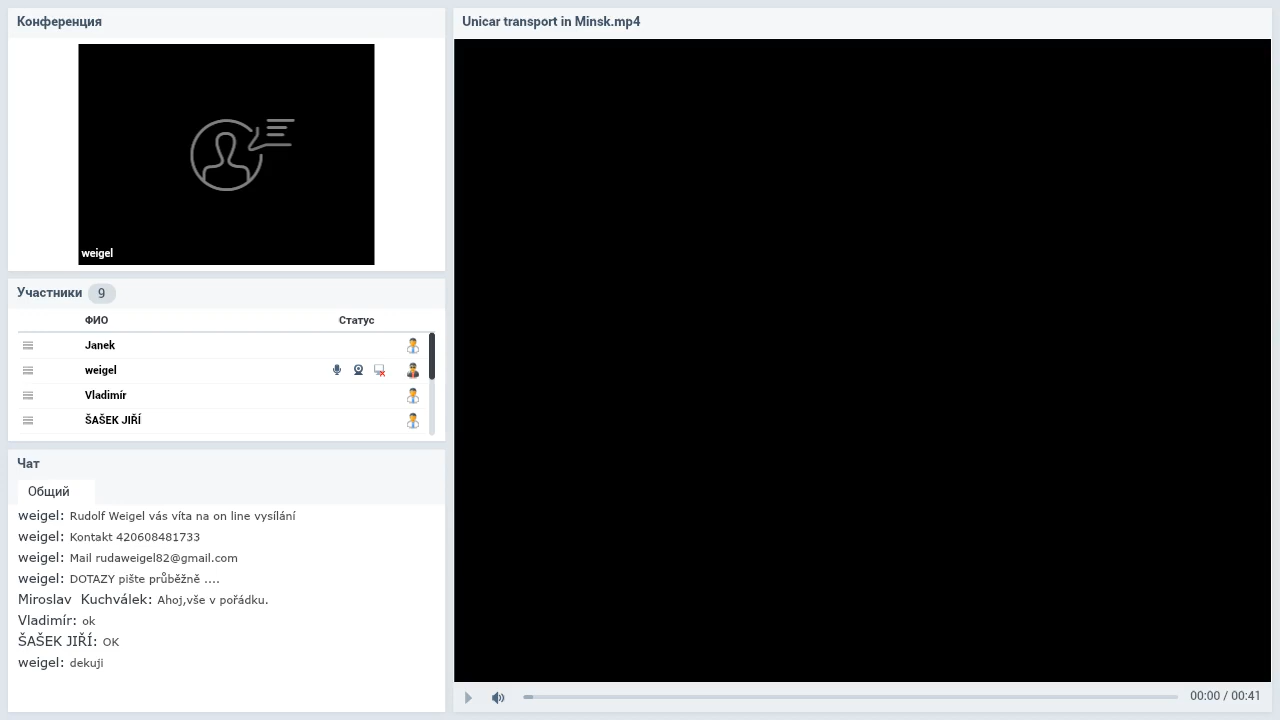 Конференция
weigel
Участники 9
ФИО Статус
Janek
weigel
Vladimír
ŠAŠEK JIŘÍ
Чат
Общий
weigel: Rudolf Weigel vás víta na on line vysílání
weigel: Kontakt 420608481733
weigel: Mail rudaweigel82@gmail.com
weigel: DOTAZY pište průběžně ....
Miroslav Kuchválek: Ahoj,vše v pořádku.
Vladimír: ok
ŠAŠEK JIŘÍ: OK
weigel: dekuji
Unicar transport in Minsk.mp4
00:00 / 00:41